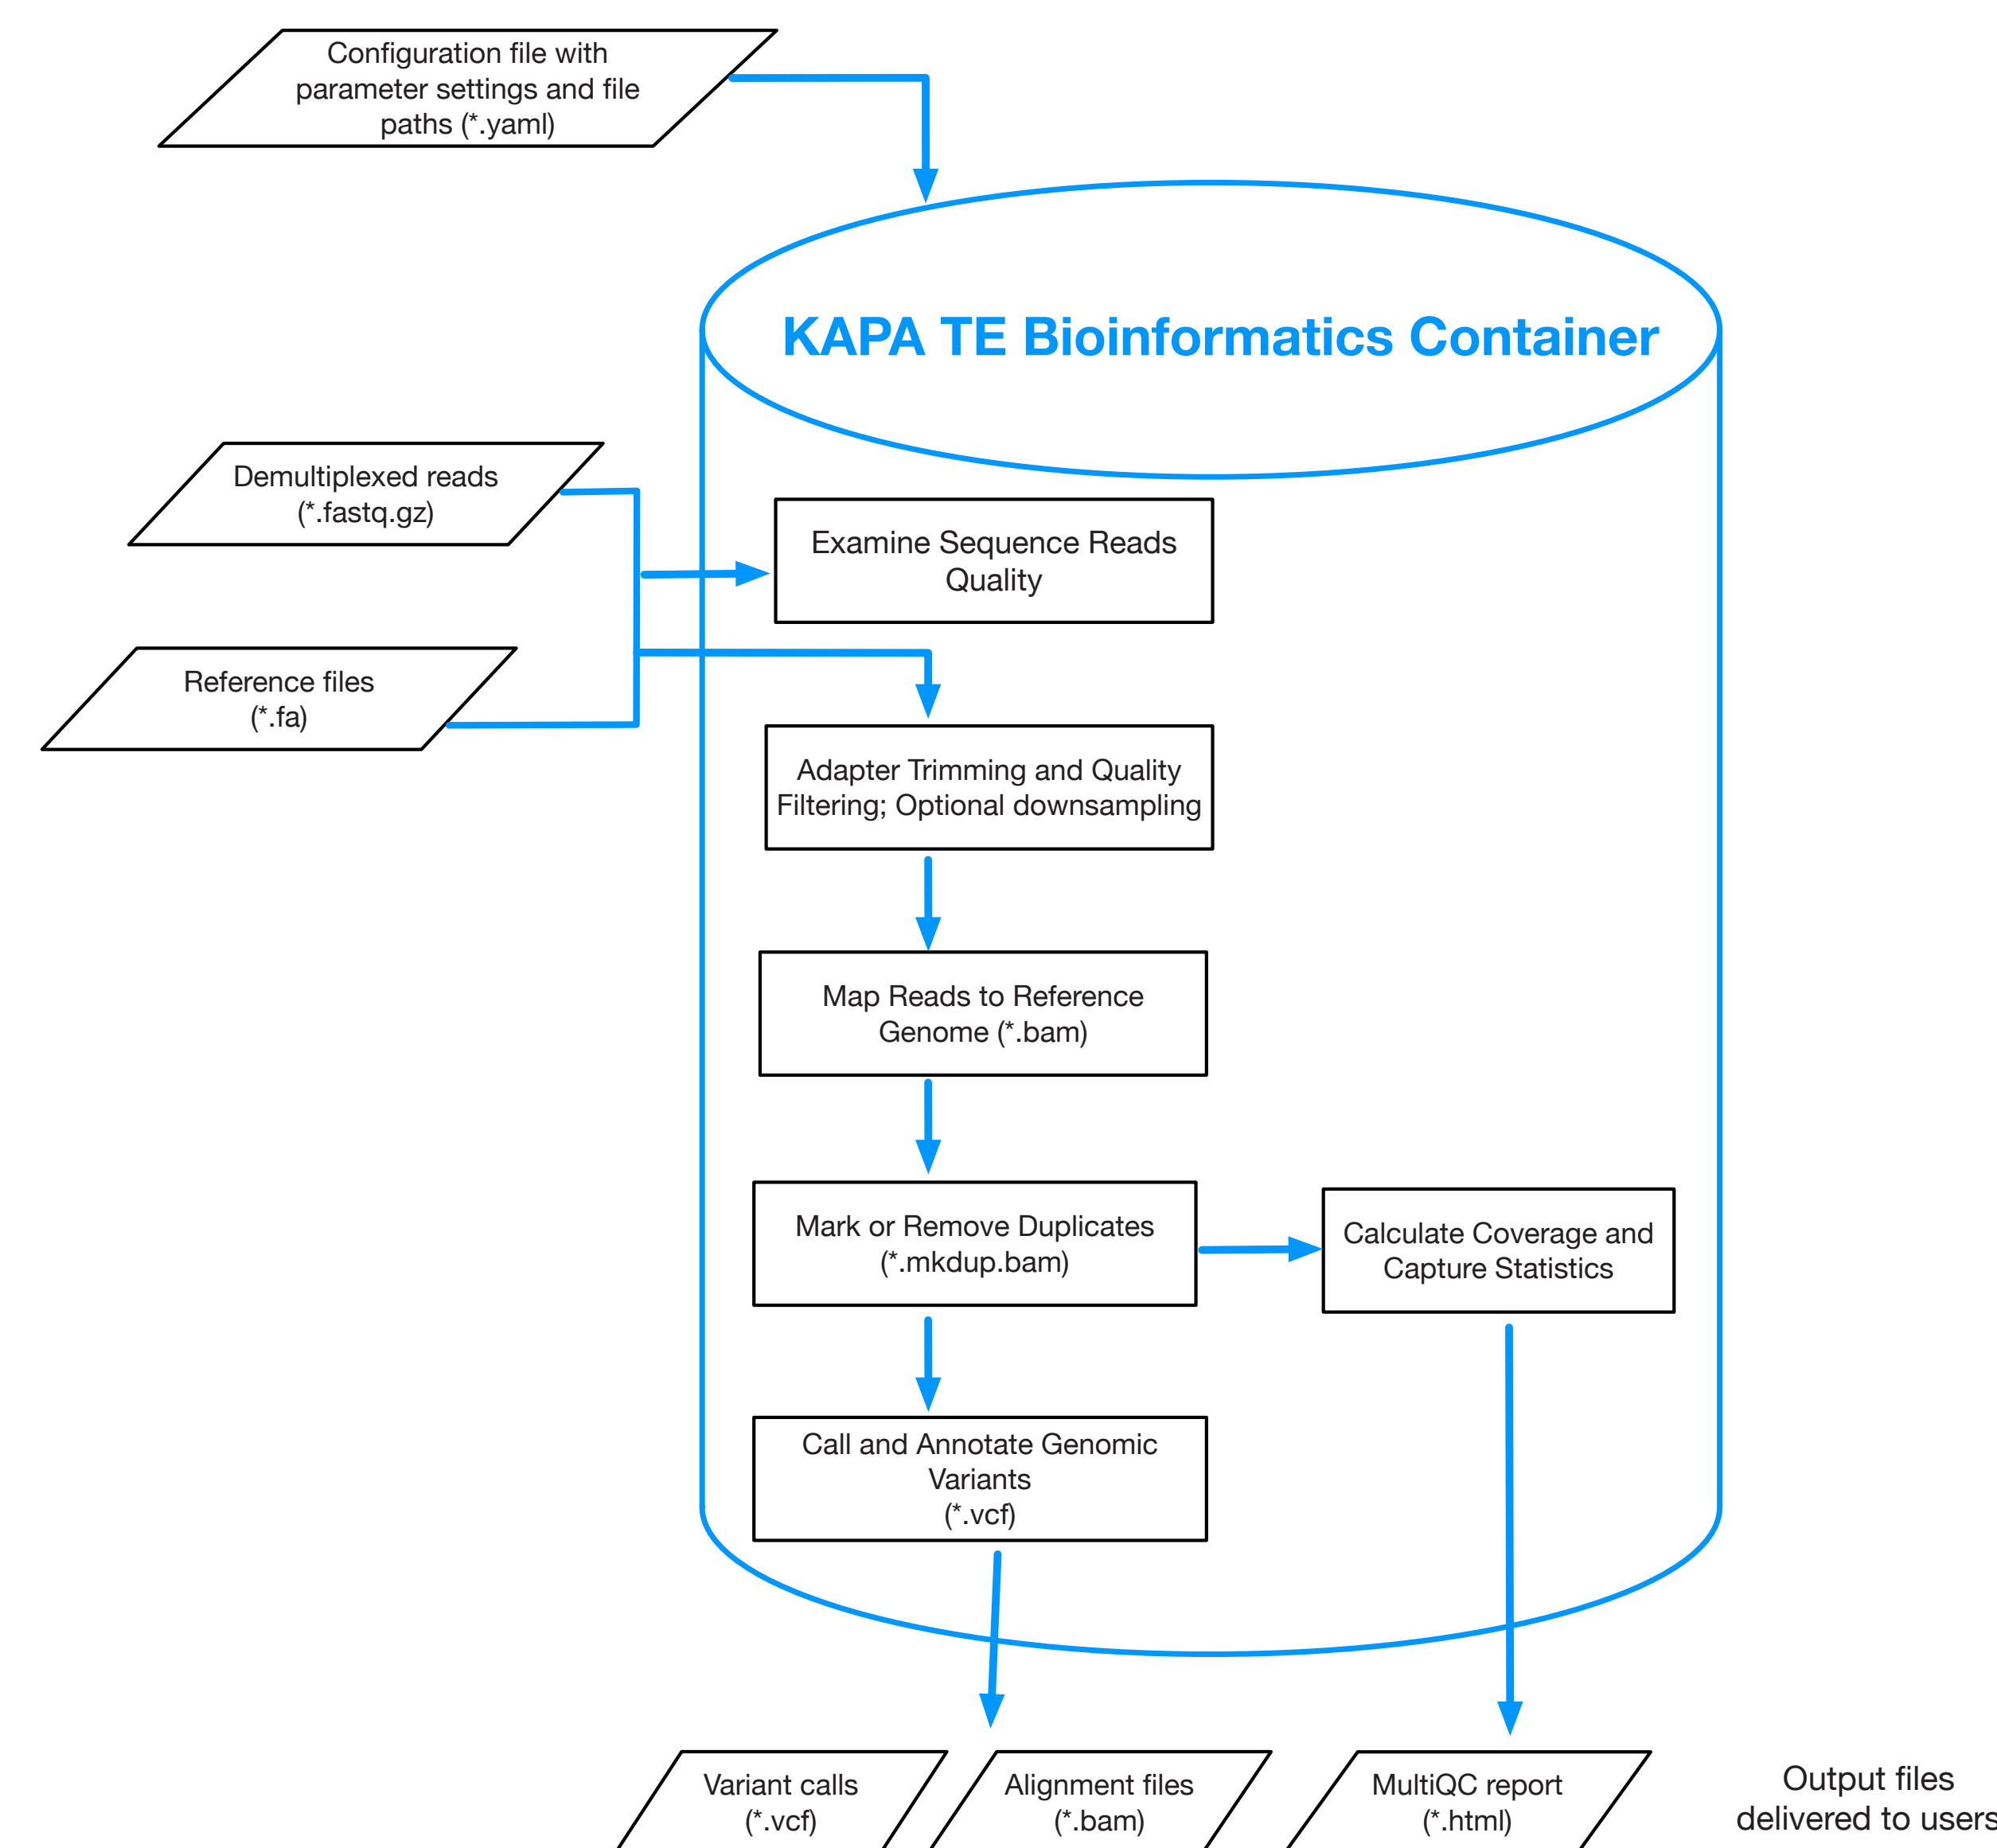 Configuration file with
parameter settings and file
paths (*.yaml)
KAPA TE Bioinformatics Container
Demultiplexed reads
(*.fastq.gz)
Examine Sequence Reads
Quality
Reference files
(*.fa)
Adapter Trimming and Quality
Filtering; Optional downsampling
Map Reads to Reference
Genome (*.bam)
Mark or Remove Duplicates
(*.mkdup.bam)
Calculate Coverage and
Capture Statistics
Call and Annotate Genomic
Variants
(*.vcf)
Variant calls
(*.vcf)
Alignment files
(*.bam)
MultiQC report
(*.html)
Output files
delivered to users